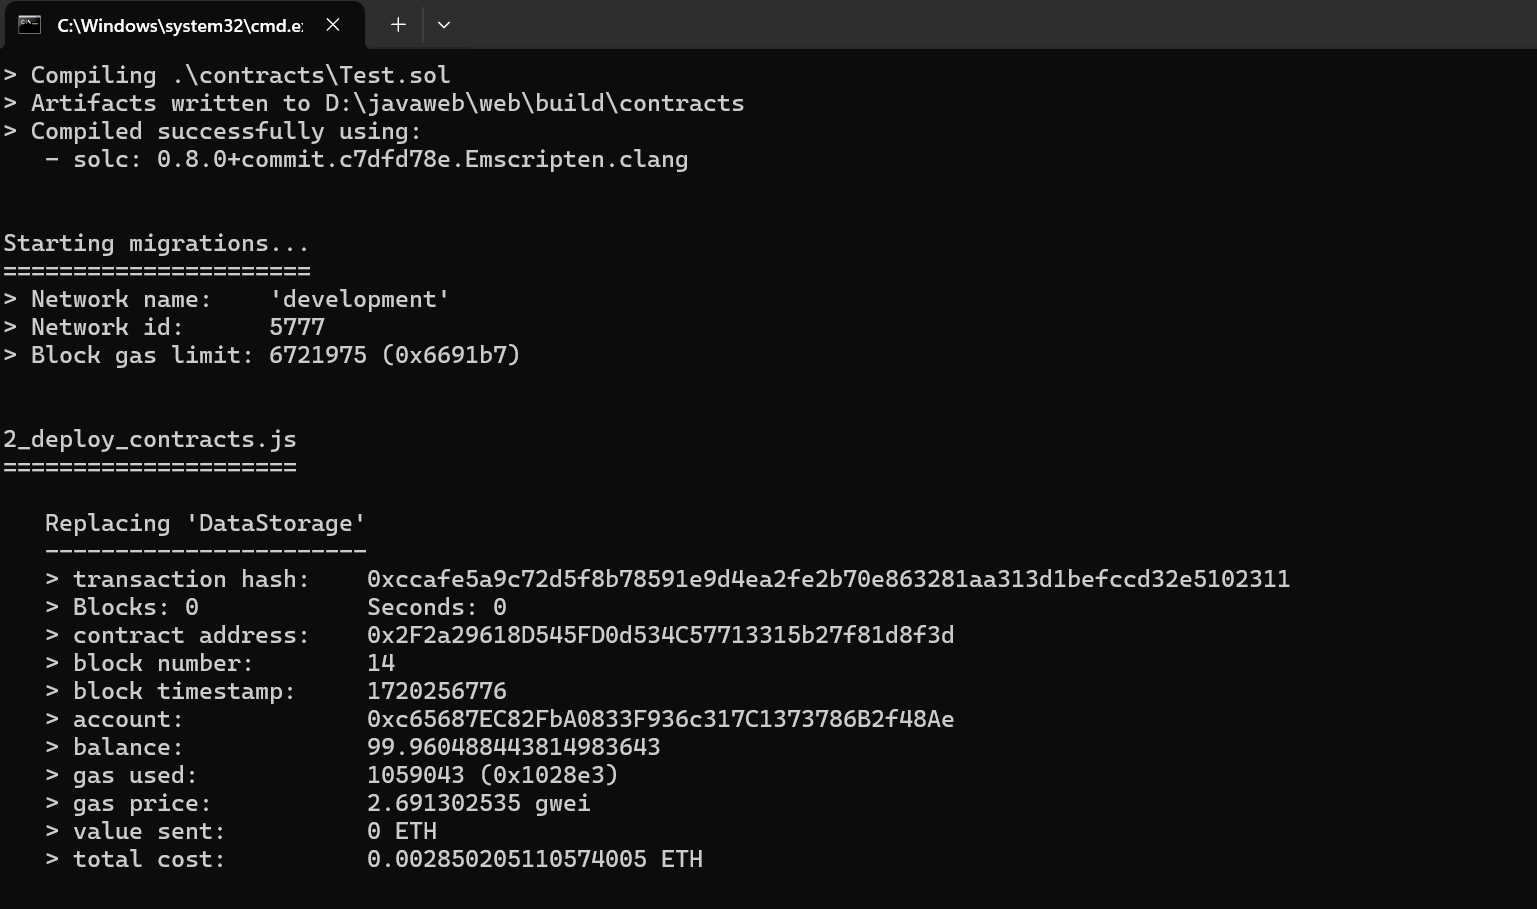 C:\Windows\system32\cmd.e
> Compiling .\contracts\Test.sol
> Artifacts written to D:\javaweb\web\build\contracts
> Compiled successfully using:
- solc: 0.8.0+commit.c7dfd78e.Emscripten.clang
Starting migrations...
======================
> Network name: 'development'
> Network id: 5777
> Block gas limit: 6721975 (0x6691b7)
2_deploy_contracts.js
=====================
Replacing 'DataStorage'
-----------------------
> transaction hash: 0xccafe5a9c72d5f8b78591e9d4ea2fe2b70e863281aa313d1befccd32e5102311
> Blocks: 0 Seconds: 0
> contract address: 0x2F2a29618D545FD0d534C57713315b27f81d8f3d
> block number: 14
> block timestamp: 1720256776
> account: 0xc65687EC82FbA0833F936c317C1373786B2f48Ae
> balance: 99.960488443814983643
> gas used: 1059043 (0x1028e3)
> gas price: 2.691302535 gwei
> value sent: 0 ETH
> total cost: 0.002850205110574005 ETH